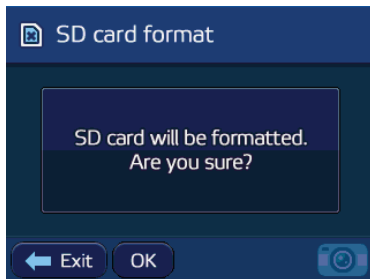 SD card format
SD card will be formatted.
Are you sure?
Exit
OK